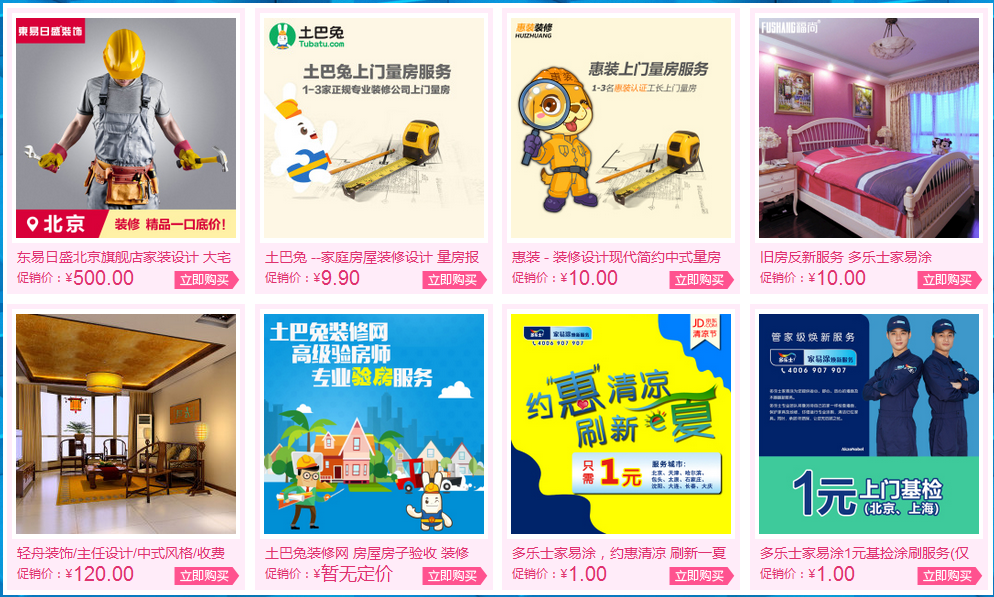 東易日盛装饰
北京
装修 精品一口底价!
东易日盛北京旗舰店家装设计 大宅
促销价：¥500.00
立即购买
土巴兔
Tubatu.com
土巴兔上门量房服务
1-3家正规专业装修公司上门量房
土巴兔 --家庭房屋装修设计 量房报
促销价：¥9.90
立即购买
惠装装修
HUIZHUANG
惠装
惠装上门量房服务
1-3名惠装认证工长上门量房
惠装 - 装修设计现代简约中式量房
促销价：¥10.00
立即购买
FUSHANG
旧房反新服务 多乐士家易涂
促销价：¥10.00
立即购买
轻舟装饰/主任设计/中式风格/收费
促销价：¥120.00
立即购买
土巴兔装修网
高级验房师
专业验房服务
土巴兔装修网 房屋房子验收 装修
促销价：¥暂无定价
立即购买
多乐士 家易涂焕新服务
4006 907 907
JD
清凉节
约“惠”清凉
刷新一夏
只需1元
服务城市：
北京、天津、哈尔滨、
包头、太原、石家庄、
沈阳、大连、长春、大庆
多乐士家易涂，约惠清凉 刷新一夏
促销价：¥1.00
立即购买
管家级焕新服务
多乐士 家易涂焕新服务
4006 907 907
AkzoNobel
1元上门基检
(北京、上海)
多乐士家易涂1元基捡涂刷服务(仅
促销价：¥1.00
立即购买